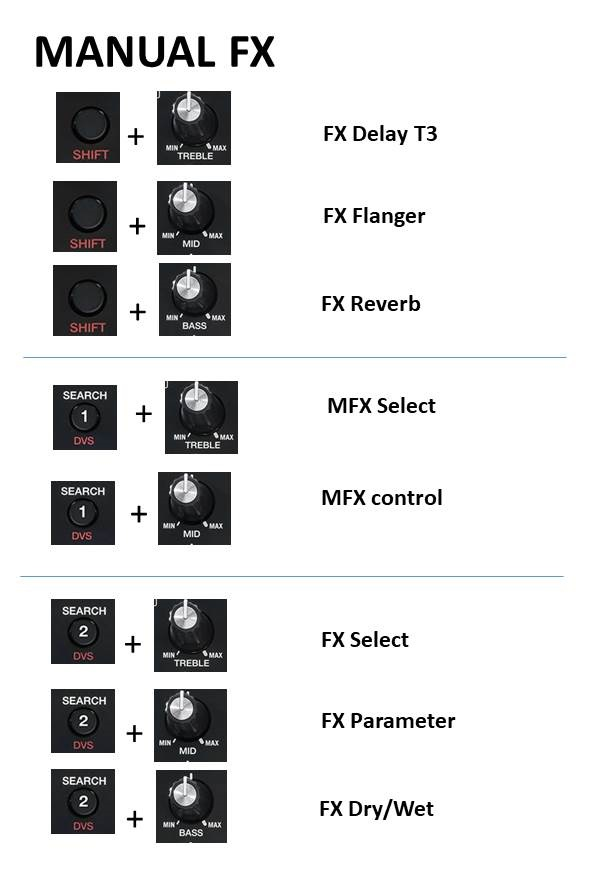 MANUAL FX
SHIFT + MIN MAX TREBLE FX Delay T3
SHIFT + MIN MAX MID FX Flanger
SHIFT + MIN MAX BASS FX Reverb
SEARCH 1 DVS + MIN MAX TREBLE MFX Select
SEARCH 1 DVS + MIN MAX MID MFX control
SEARCH 2 DVS + MIN MAX TREBLE FX Select
SEARCH 2 DVS + MIN MAX MID FX Parameter
SEARCH 2 DVS + MIN MAX BASS FX Dry/Wet